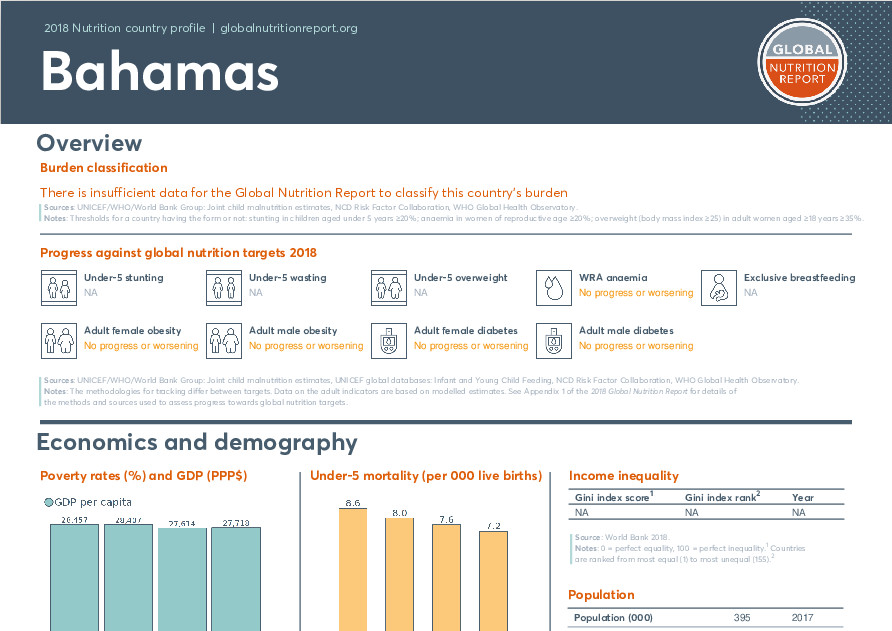 2018 Nutrition country profile | globalnutritionreport.org
Bahamas
GLOBAL
NUTRITION
REPORT
Overview
Burden classification
There is insufficient data for the Global Nutrition Report to classify this country's burden
Sources: UNICEF/WHO/World Bank Group: Joint child malnutrition estimates, NCD Risk Factor Collaboration, WHO Global Health Observatory.
Notes: Thresholds for a country having the form or not: stunting in children aged under 5 years ≥20%; anaemia in women of reproductive age ≥20%; overweight (body mass index ≥25) in adult women aged ≥18 years ≥35%.
Progress against global nutrition targets 2018
Under-5 stunting
NA
Under-5 wasting
NA
Under-5 overweight
NA
WRA anaemia
No progress or worsening
Exclusive breastfeeding
NA
Adult female obesity
No progress or worsening
Adult male obesity
No progress or worsening
Adult female diabetes
No progress or worsening
Adult male diabetes
No progress or worsening
Sources: UNICEF/WHO/World Bank Group: Joint child malnutrition estimates, UNICEF global databases: Infant and Young Child Feeding, NCD Risk Factor Collaboration, WHO Global Health Observatory.
Notes: The methodologies for tracking differ between targets. Data on the adult indicators are based on modelled estimates. See Appendix 1 of the 2018 Global Nutrition Report for details of
the methods and sources used to assess progress towards global nutrition targets.
Economics and demography
Poverty rates (%) and GDP (PPP$)
GDP per capita
28,457 28,407 27,614 27,718
Under-5 mortality (per 000 live births)
8.6 8.0 7.6 7.2
Income inequality
Gini index score¹ Gini index rank² Year
NA NA NA
Source: World Bank 2018.
Notes: 0 = perfect equality, 100 = perfect inequality.¹ Countries
are ranked from most equal (1) to most unequal (155).²
Population
Population (000) 395 2017